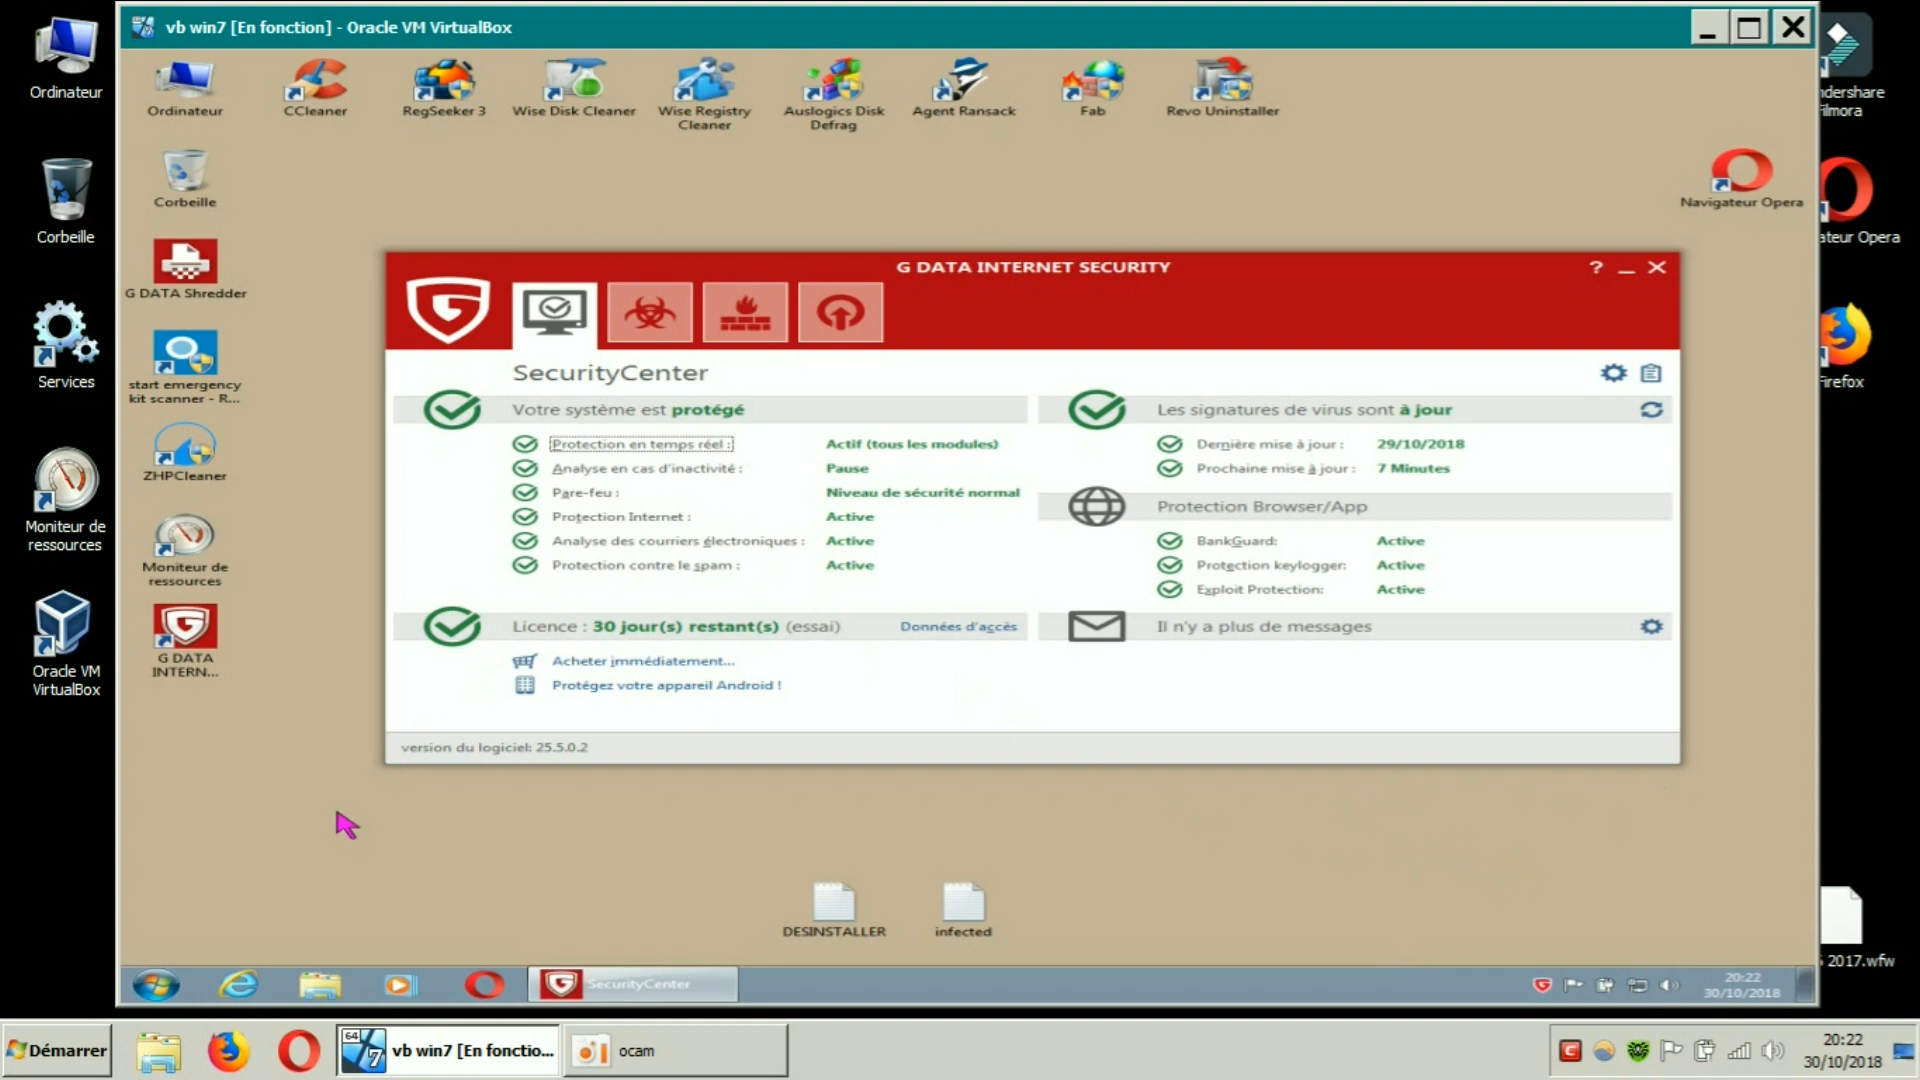 vb win7 [En fonction] - Oracle VM VirtualBox
Ordinateur
Corbeille
Services
Moniteur de
ressources
Oracle VM
VirtualBox
Ordinateur
CCleaner
RegSeeker 3
Wise Disk Cleaner
Wise Registry
Cleaner
Auslogics Disk
Defrag
Agent Ransack
Fab
Revo Uninstaller
Corbeille
G DATA Shredder
start emergency
kit scanner - R...
ZHPCleaner
Moniteur de
ressources
G DATA
INTERN...
Navigateur Opera
ndershare
ilmora
ateur Opera
Firefox
2017.wfw
G DATA INTERNET SECURITY
?
SecurityCenter
Votre système est protégé
Protection en temps réel : Actif (tous les modules)
Analyse en cas d'inactivité : Pause
Pare-feu : Niveau de sécurité normal
Protection Internet : Active
Analyse des courriers électroniques : Active
Protection contre le spam : Active
Licence : 30 jour(s) restant(s) (essai) Données d'accès
Acheter immédiatement...
Protégez votre appareil Android !
Les signatures de virus sont à jour
Dernière mise à jour : 29/10/2018
Prochaine mise à jour : 7 Minutes
Protection Browser/App
BankGuard: Active
Protection keylogger: Active
Exploit Protection: Active
Il n'y a plus de messages
version du logiciel: 25.5.0.2
DESINSTALLER
infected
SecurityCenter
20:22
30/10/2018
Démarrer
64
7
vb win7 [En fonctio...
ocam
20:22
30/10/2018